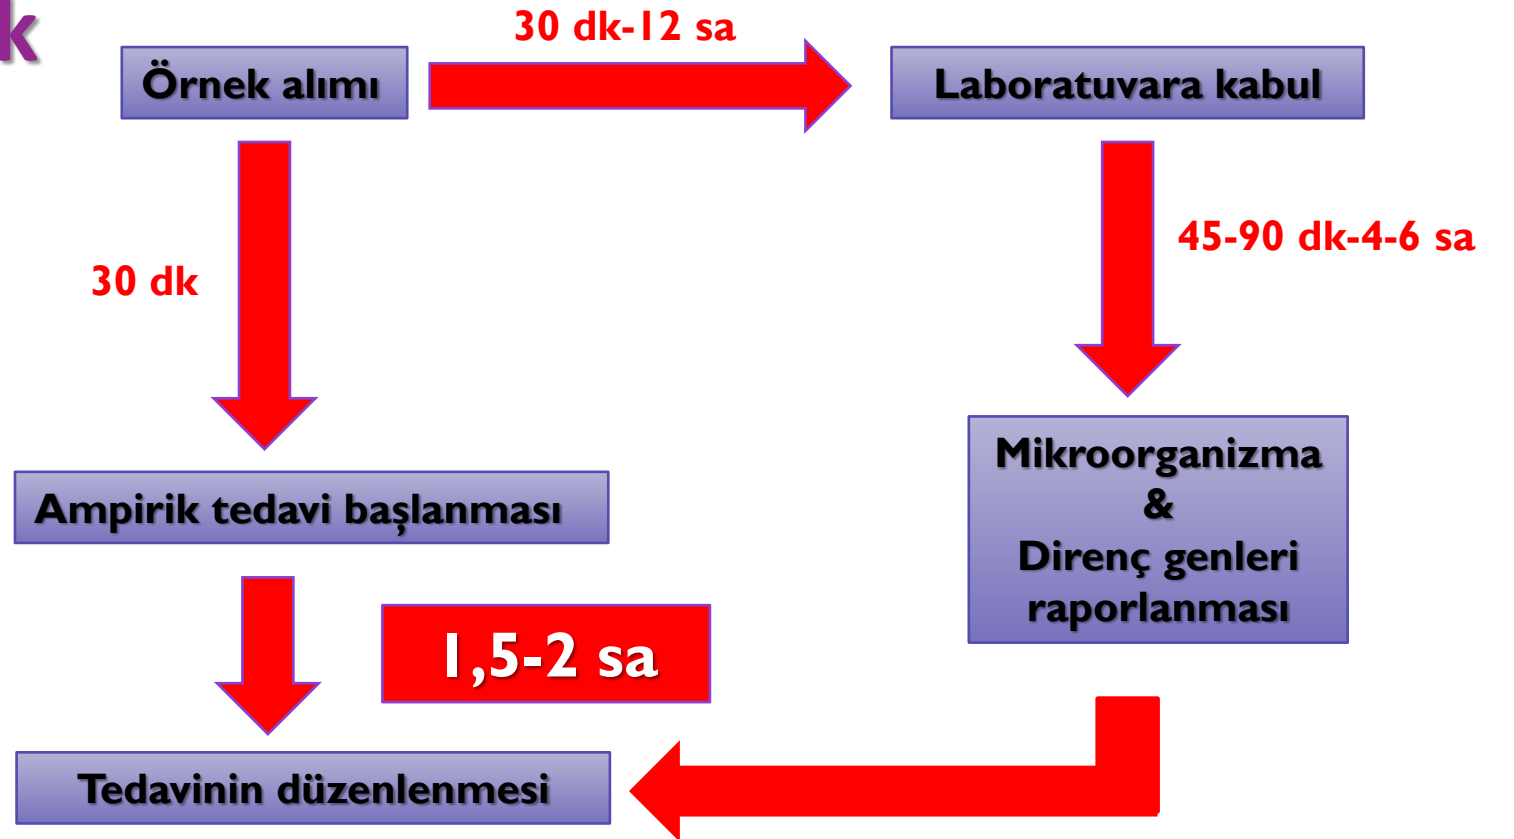 k
30 dk-12 sa
Örnek alımı
Laboratuvara kabul
45-90 dk-4-6 sa
30 dk
Ampirik tedavi başlanması
Mikroorganizma
&
Direnç genleri
raporlanması
1,5-2 sa
Tedavinin düzenlenmesi